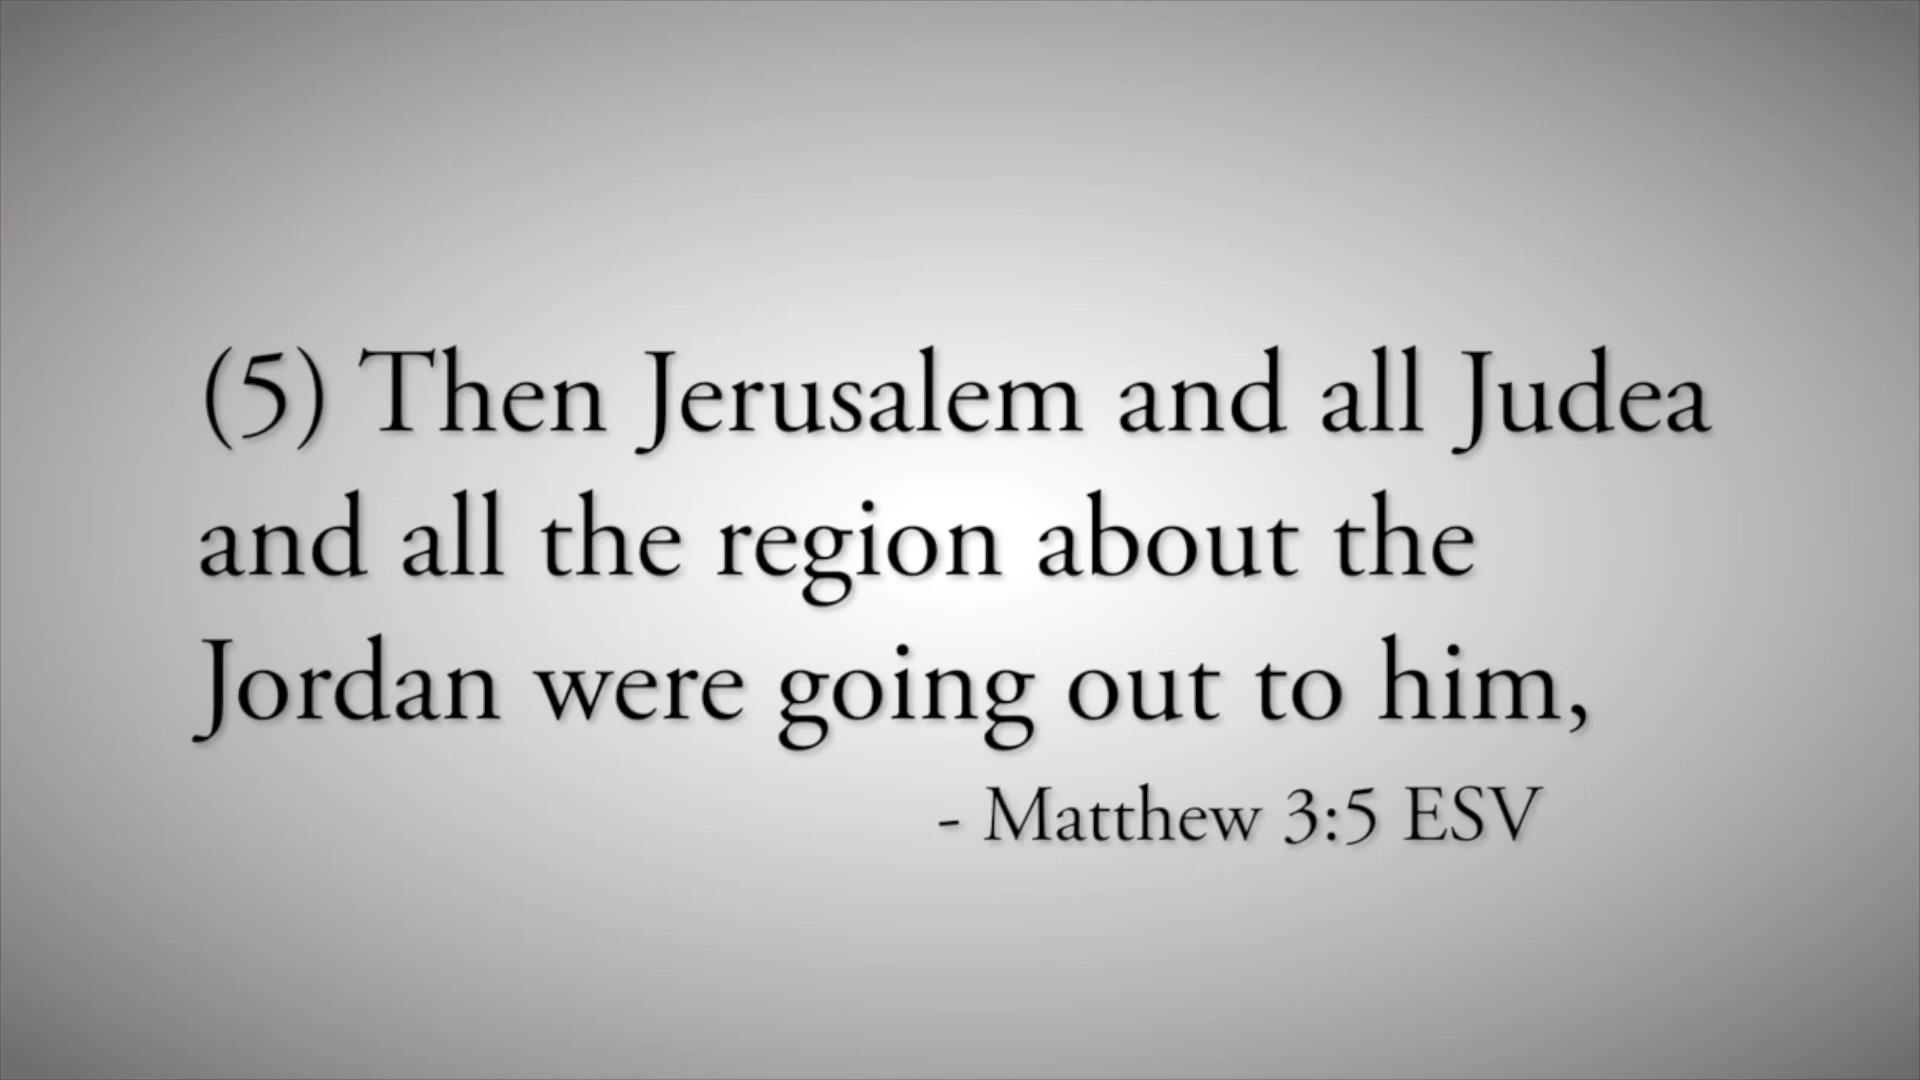 (5) Then Jerusalem and all Judea
and all the region about the
Jordan were going out to him,
- Matthew 3:5 ESV